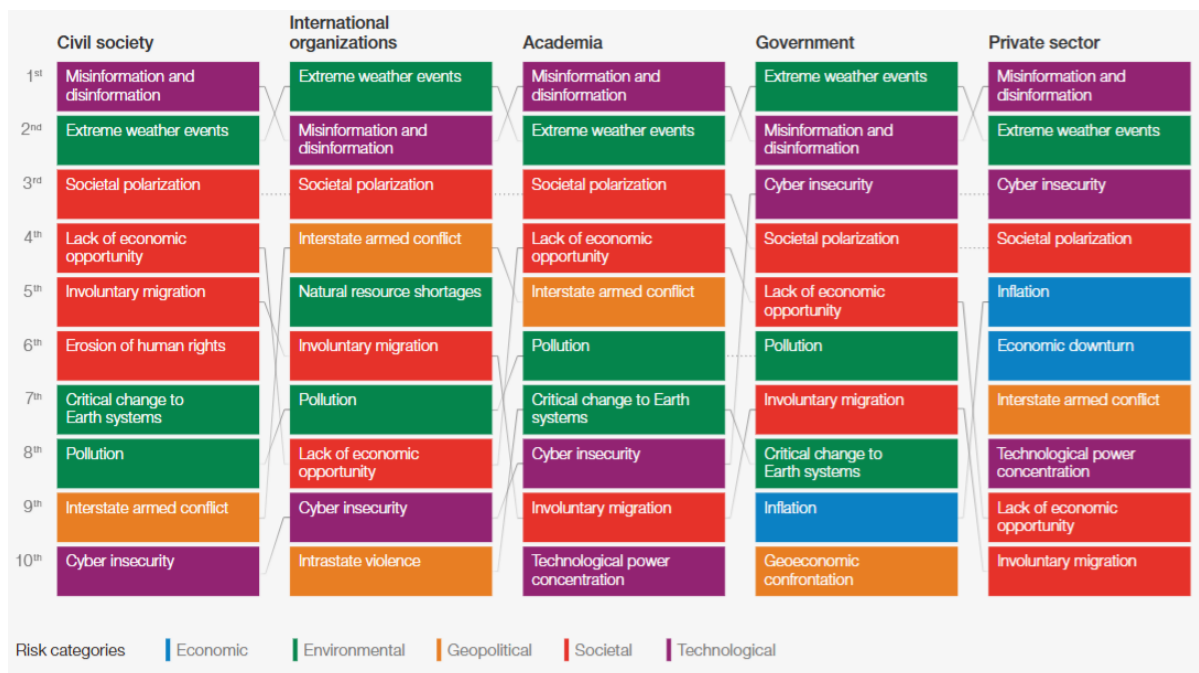 Civil society
International
organizations
Academia
Government
Private sector
1st
Misinformation and
disinformation
Extreme weather events
Misinformation and
disinformation
Extreme weather events
Misinformation and
disinformation
2nd
Extreme weather events
Misinformation and
disinformation
Extreme weather events
Misinformation and
disinformation
Extreme weather events
3rd
Societal polarization
Societal polarization
Societal polarization
Cyber insecurity
Cyber insecurity
4th
Lack of economic
opportunity
Interstate armed conflict
Lack of economic
opportunity
Societal polarization
Societal polarization
5th
Involuntary migration
Natural resource shortages
Interstate armed conflict
Lack of economic
opportunity
Inflation
6th
Erosion of human rights
Involuntary migration
Pollution
Pollution
Economic downturn
7th
Critical change to
Earth systems
Pollution
Critical change to Earth
systems
Involuntary migration
Interstate armed conflict
8th
Pollution
Lack of economic
opportunity
Cyber insecurity
Critical change to
Earth systems
Technological power
concentration
9th
Interstate armed conflict
Cyber insecurity
Involuntary migration
Inflation
Lack of economic
opportunity
10th
Cyber insecurity
Intrastate violence
Technological power
concentration
Geoeconomic
confrontation
Involuntary migration
Risk categories
Economic
Environmental
Geopolitical
Societal
Technological